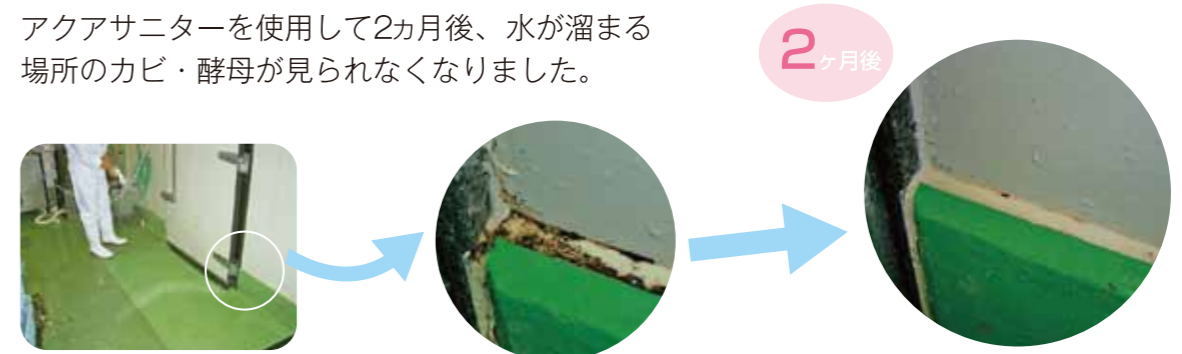 アクアサニターを使用して2ヵ月後、水が溜まる
場所のカビ・酵母が見られなくなりました。
2ヶ月後